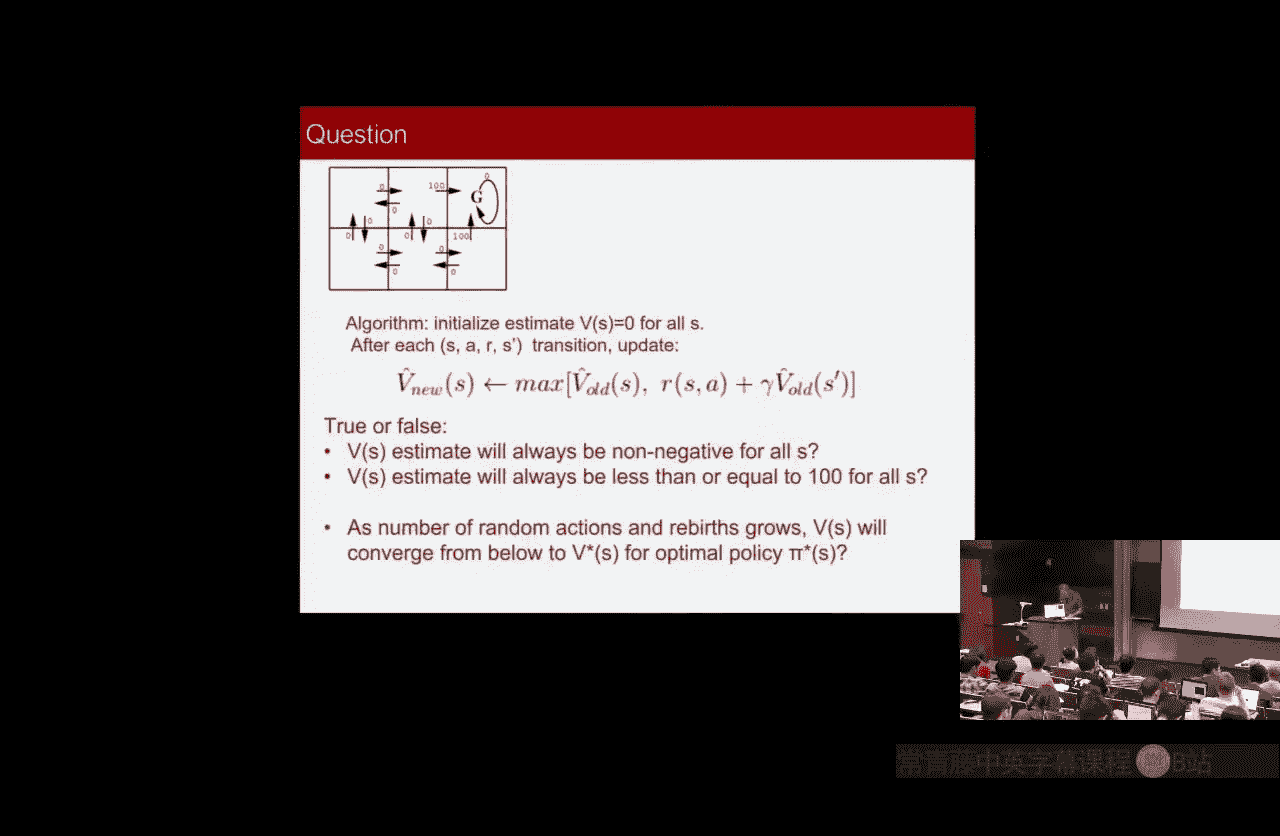 Question
0
100
0
G
0
0
0
0
0
100
0
0
0
0
Algorithm: initialize estimate V(s)=0 for all s.
After each (s, a, r, s') transition, update:
V̂new(s) ← max[V̂old(s), r(s, a) + γV̂old(s')]
True or false:
• V(s) estimate will always be non-negative for all s?
• V(s) estimate will always be less than or equal to 100 for all s?
• As number of random actions and rebirths grows, V(s) will
converge from below to V*(s) for optimal policy π*(s)?